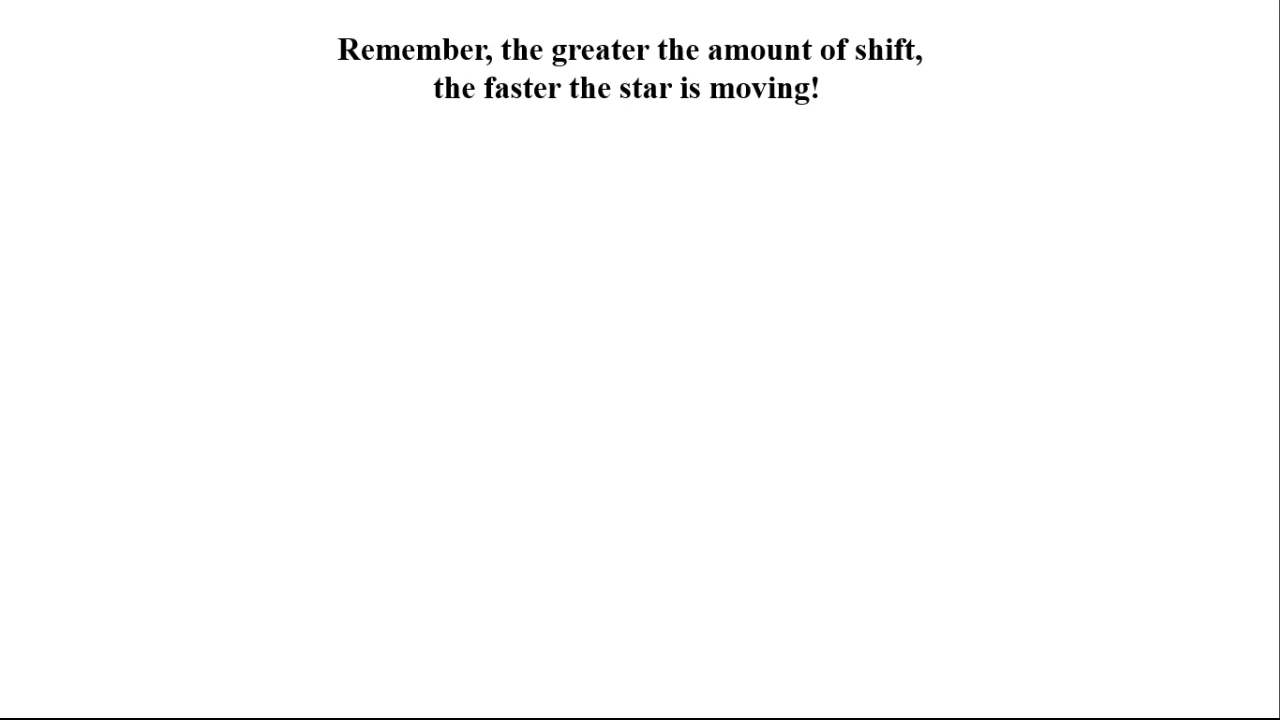 Remember, the greater the amount of shift,
the faster the star is moving!